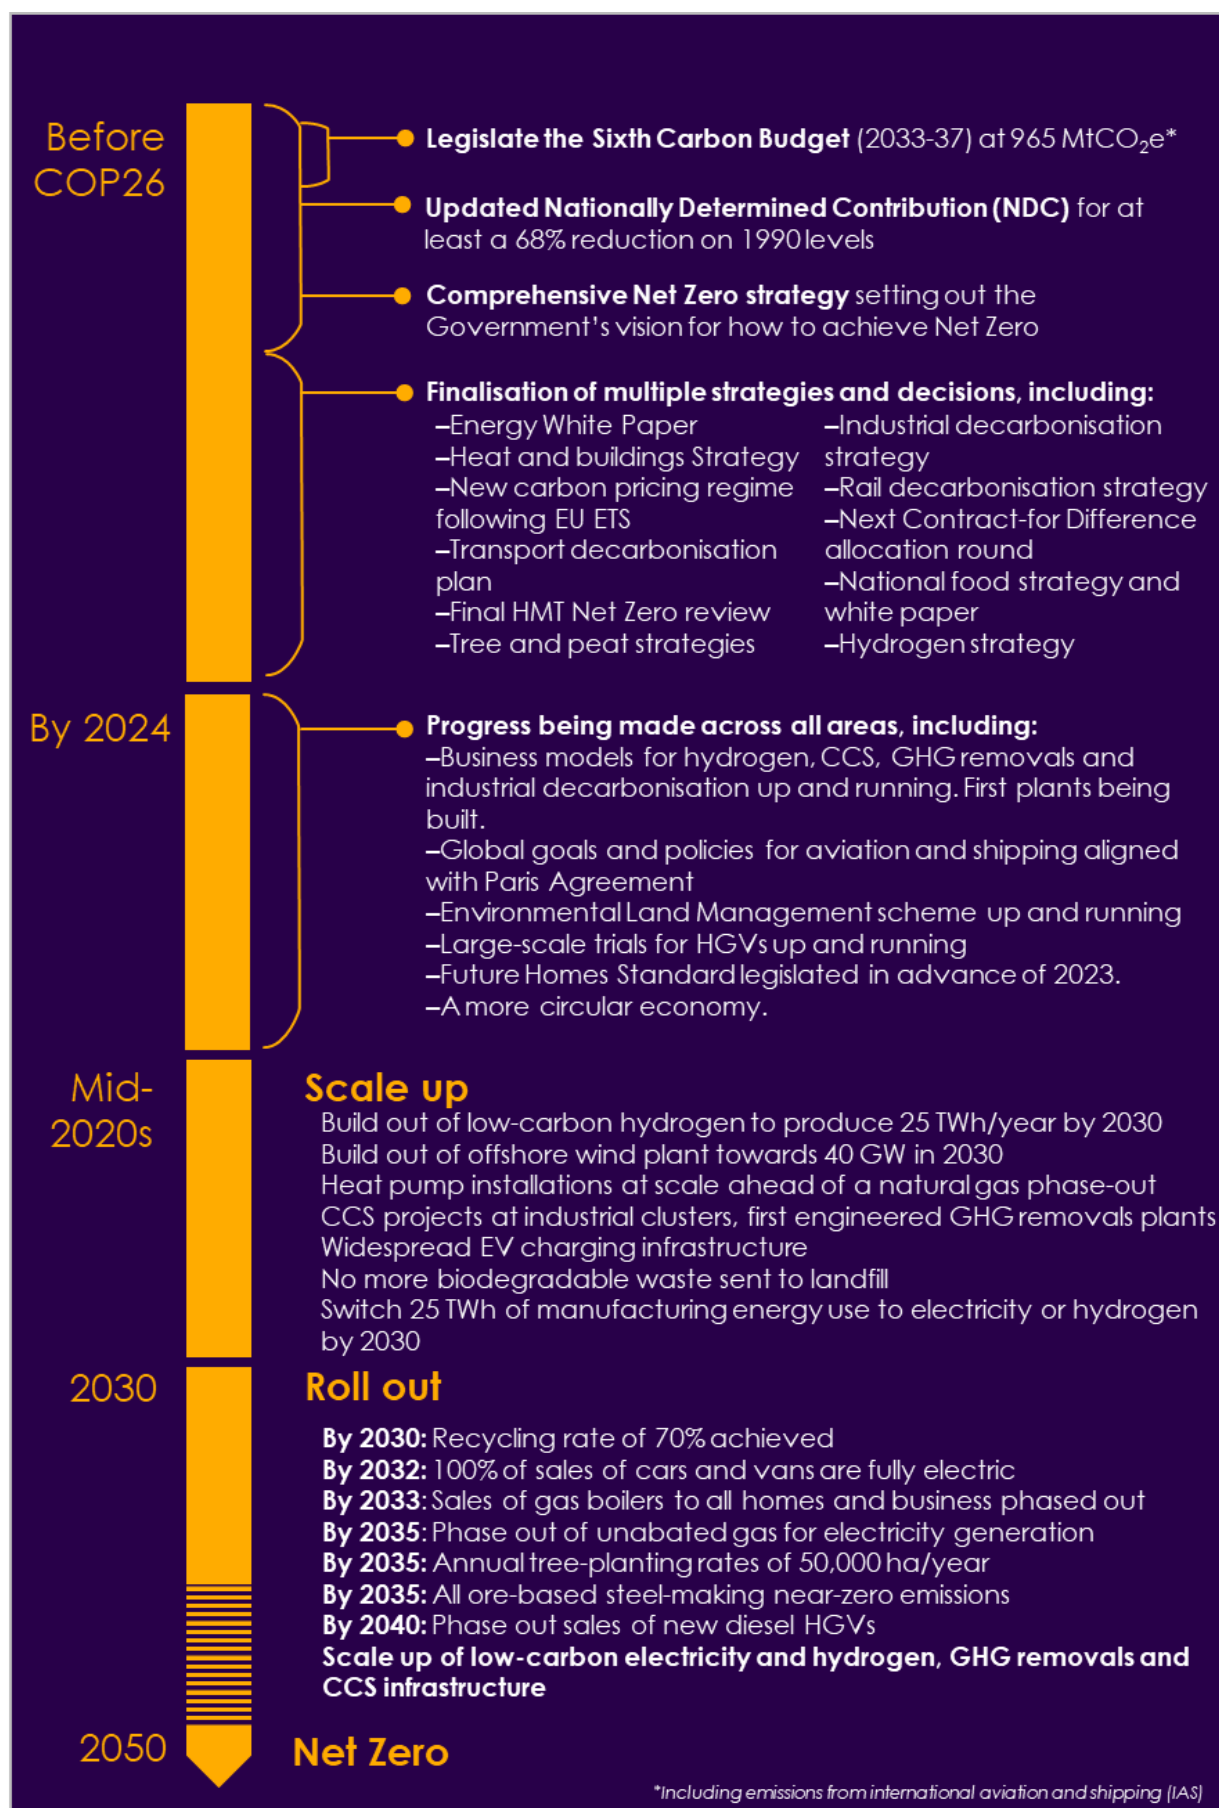 Before
COP26
Legislate the Sixth Carbon Budget (2033-37) at 965 MtCO₂e*
Updated Nationally Determined Contribution (NDC) for at
least a 68% reduction on 1990 levels
Comprehensive Net Zero strategy setting out the
Government’s vision for how to achieve Net Zero
Finalisation of multiple strategies and decisions, including:
–Energy White Paper
–Heat and buildings Strategy
–New carbon pricing regime
following EU ETS
–Transport decarbonisation
plan
–Final HMT Net Zero review
–Tree and peat strategies
–Industrial decarbonisation
strategy
–Rail decarbonisation strategy
–Next Contract-for Difference
allocation round
–National food strategy and
white paper
–Hydrogen strategy
By 2024
Progress being made across all areas, including:
–Business models for hydrogen, CCS, GHG removals and
industrial decarbonisation up and running. First plants being
built.
–Global goals and policies for aviation and shipping aligned
with Paris Agreement
–Environmental Land Management scheme up and running
–Large-scale trials for HGVs up and running
–Future Homes Standard legislated in advance of 2023.
–A more circular economy.
Mid-
2020s
Scale up
Build out of low-carbon hydrogen to produce 25 TWh/year by 2030
Build out of offshore wind plant towards 40 GW in 2030
Heat pump installations at scale ahead of a natural gas phase-out
CCS projects at industrial clusters, first engineered GHG removals plants
Widespread EV charging infrastructure
No more biodegradable waste sent to landfill
Switch 25 TWh of manufacturing energy use to electricity or hydrogen
by 2030
2030
Roll out
By 2030: Recycling rate of 70% achieved
By 2032: 100% of sales of cars and vans are fully electric
By 2033: Sales of gas boilers to all homes and business phased out
By 2035: Phase out of unabated gas for electricity generation
By 2035: Annual tree-planting rates of 50,000 ha/year
By 2035: All ore-based steel-making near-zero emissions
By 2040: Phase out sales of new diesel HGVs
Scale up of low-carbon electricity and hydrogen, GHG removals and
CCS infrastructure
2050
Net Zero
*Including emissions from international aviation and shipping (IAS)